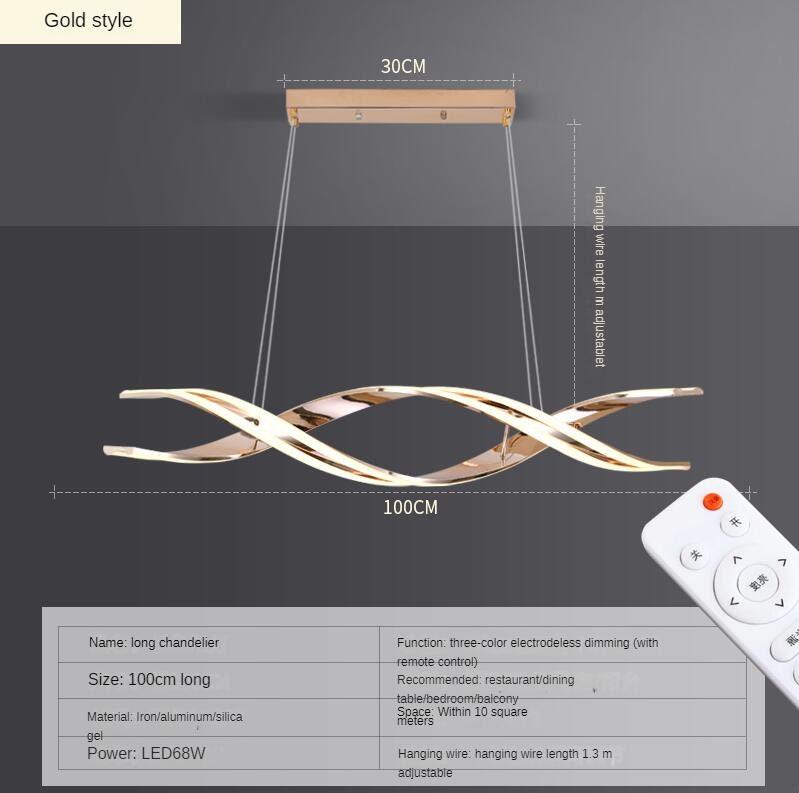 Gold style
30CM
Hanging wire length m adjustablet
100CM
开
关
Name: long chandelier
Function: three-color electrodeless dimming (with
remote control)
Size: 100cm long
Recommended: restaurant/dining
table/bedroom/balcony
Material: Iron/aluminum/silica
gel
Space: Within 10 square
meters
Power: LED68W
Hanging wire: hanging wire length 1.3 m
adjustable